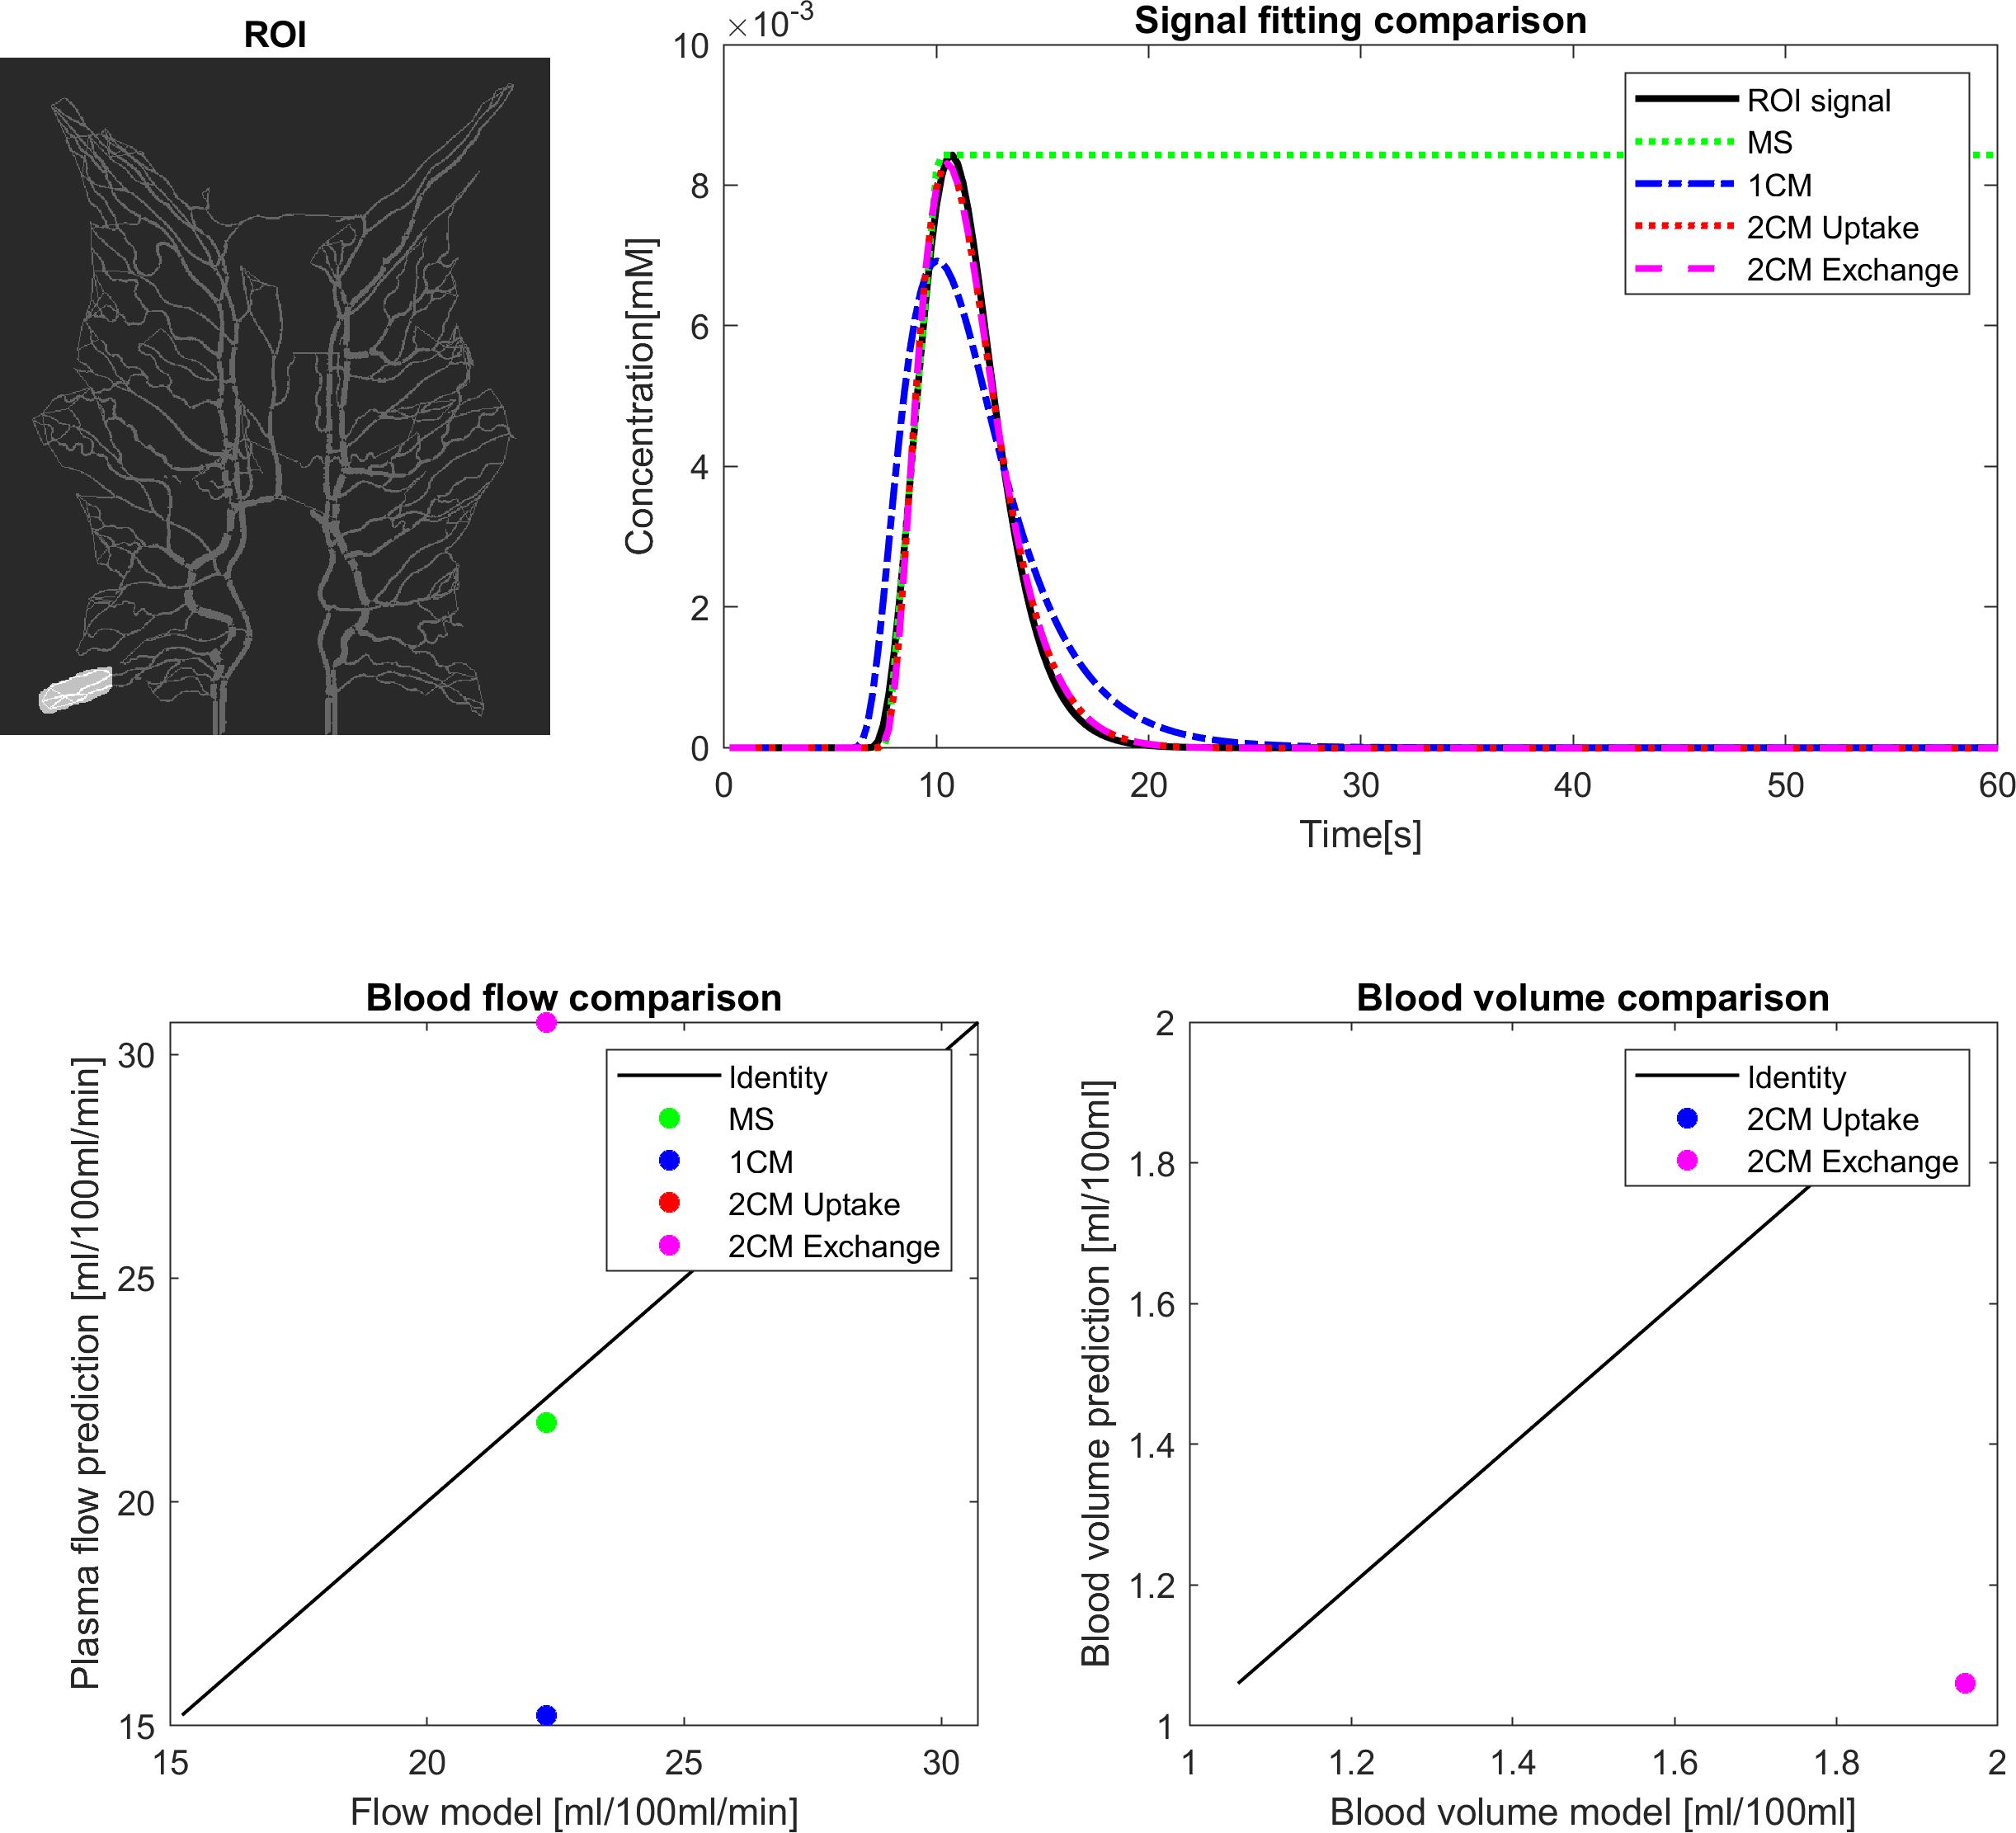 ROI
Signal fitting comparison
×10-3
10
8
6
4
2
0
Concentration[mM]
0 10 20 30 40 50 60
Time[s]
ROI signal
MS
1CM
2CM Uptake
2CM Exchange
Blood flow comparison
30
25
20
15
Plasma flow prediction [ml/100ml/min]
15 20 25 30
Flow model [ml/100ml/min]
Identity
MS
1CM
2CM Uptake
2CM Exchange
Blood volume comparison
2
1.8
1.6
1.4
1.2
1
Blood volume prediction [ml/100ml]
1 1.2 1.4 1.6 1.8 2
Blood volume model [ml/100ml]
Identity
2CM Uptake
2CM Exchange